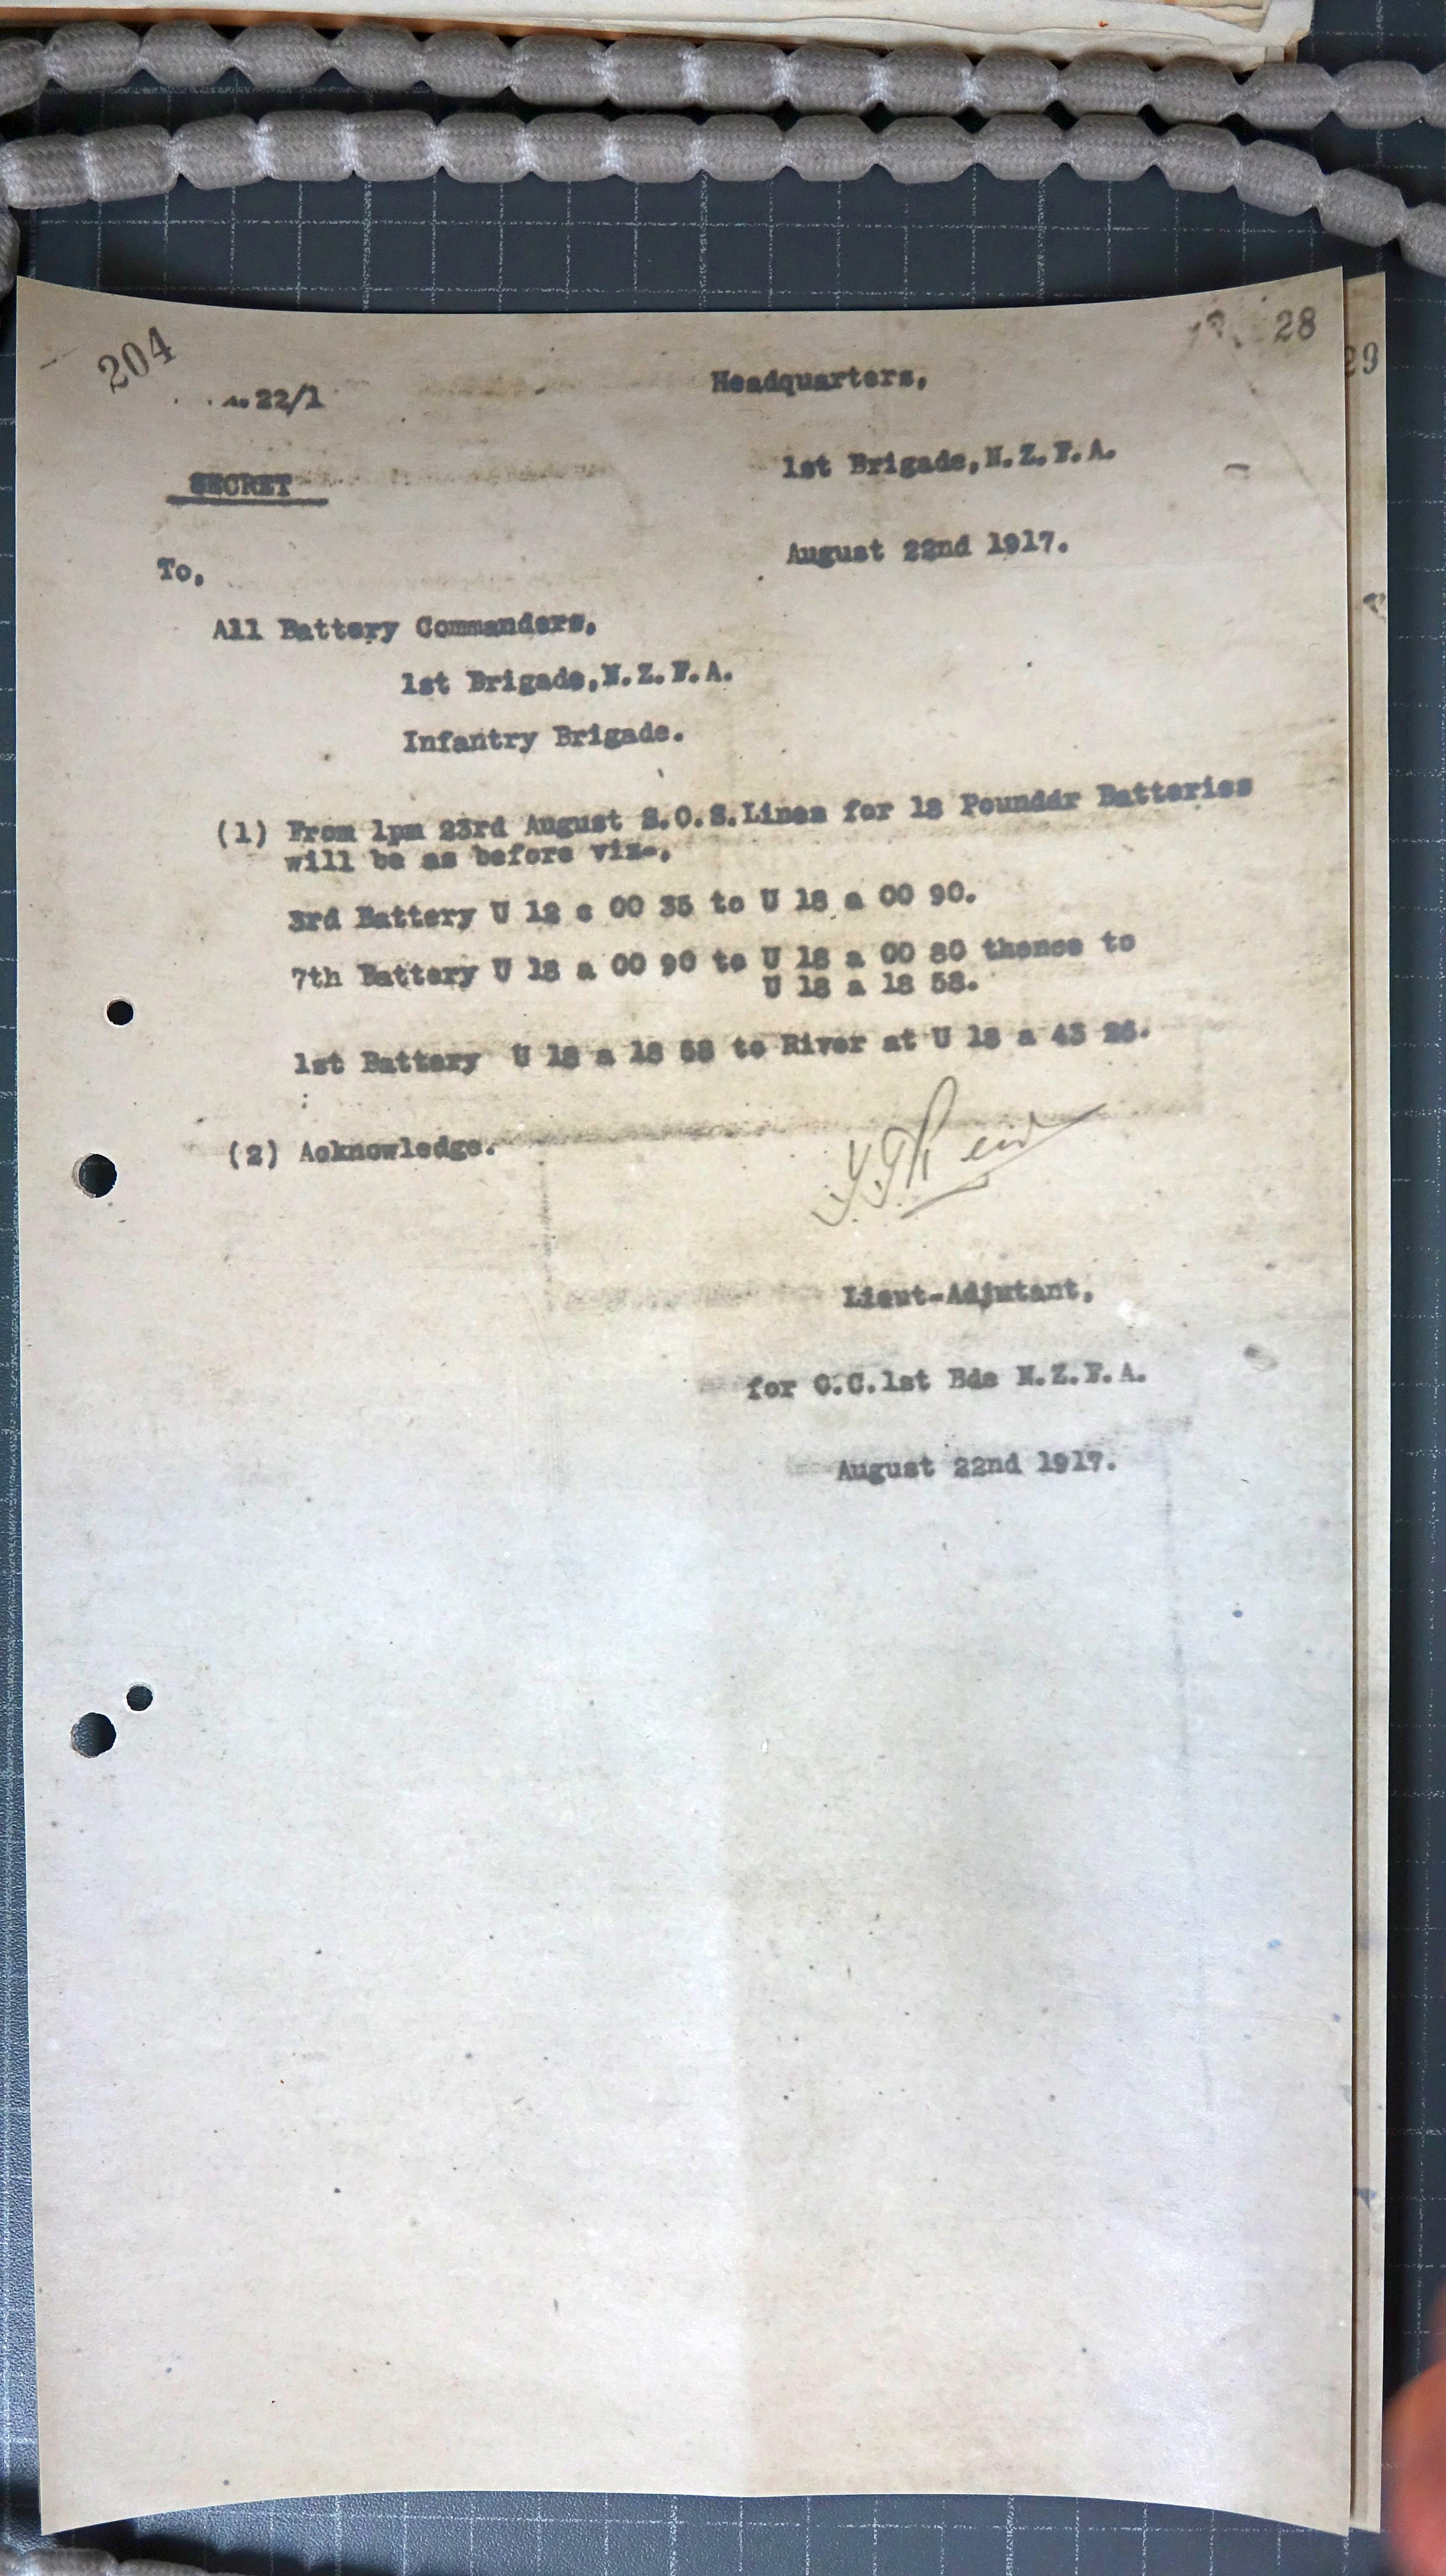 204
28
29
22/1
Headquarters,
1st Brigade,N.Z.F.A.
SECRET
August 22nd 1917.
To,
All Battery Commanders,
1st Brigade,N.Z.F.A.
Infantry Brigade.
(1) From 1pm 23rd August S.O.S.Lines for 18 Pounddr Batteries
will be as before viz-,
3rd Battery U 12 c 00 35 to U 18 a 00 90.
7th Battery U 18 a 00 90 to U 18 a 00 80 thence to
U 18 a 18 58.
1st Battery U 18 a 18 58 to River at U 18 a 43 26.
(2) Acknowledge.
Reid
Lieut-Adjutant,
for O.C.1st Bde N.Z.F.A.
August 22nd 1917.